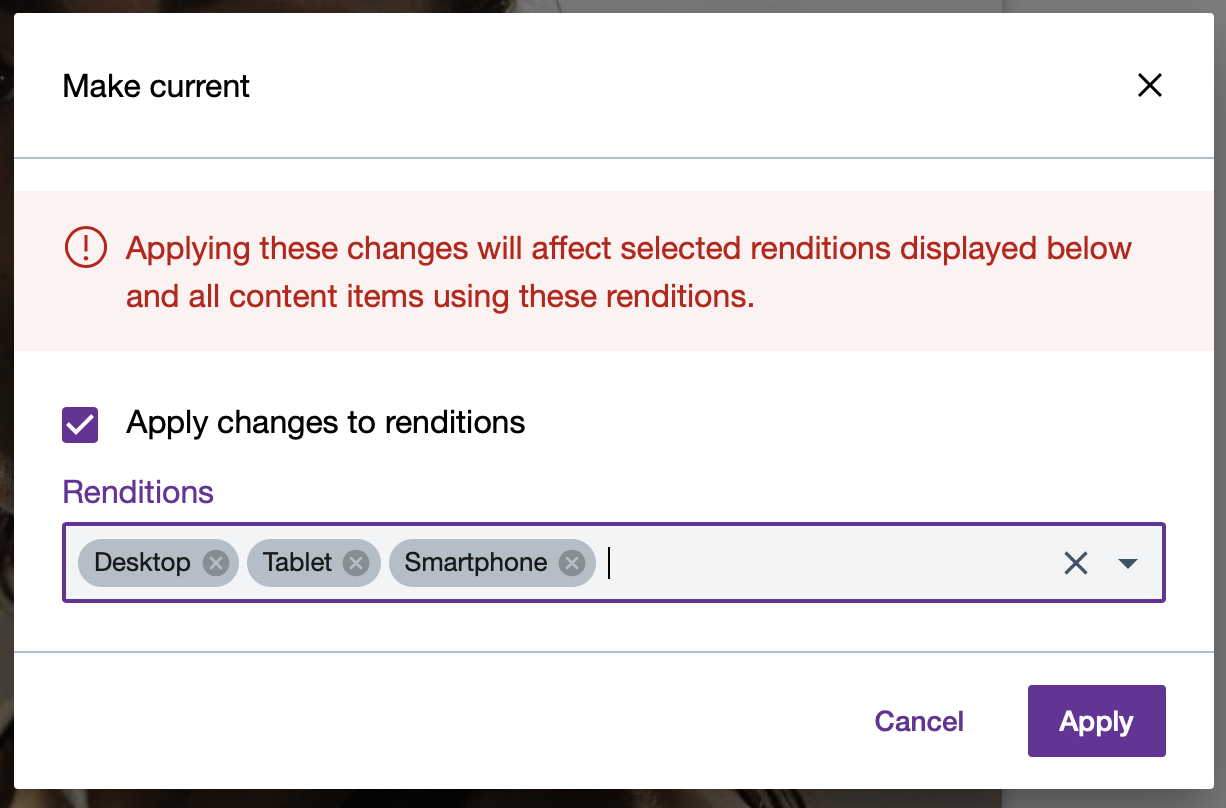 Make current
Applying these changes will affect selected renditions displayed below
and all content items using these renditions.
Apply changes to renditions
Renditions
Desktop Tablet Smartphone
Cancel Apply